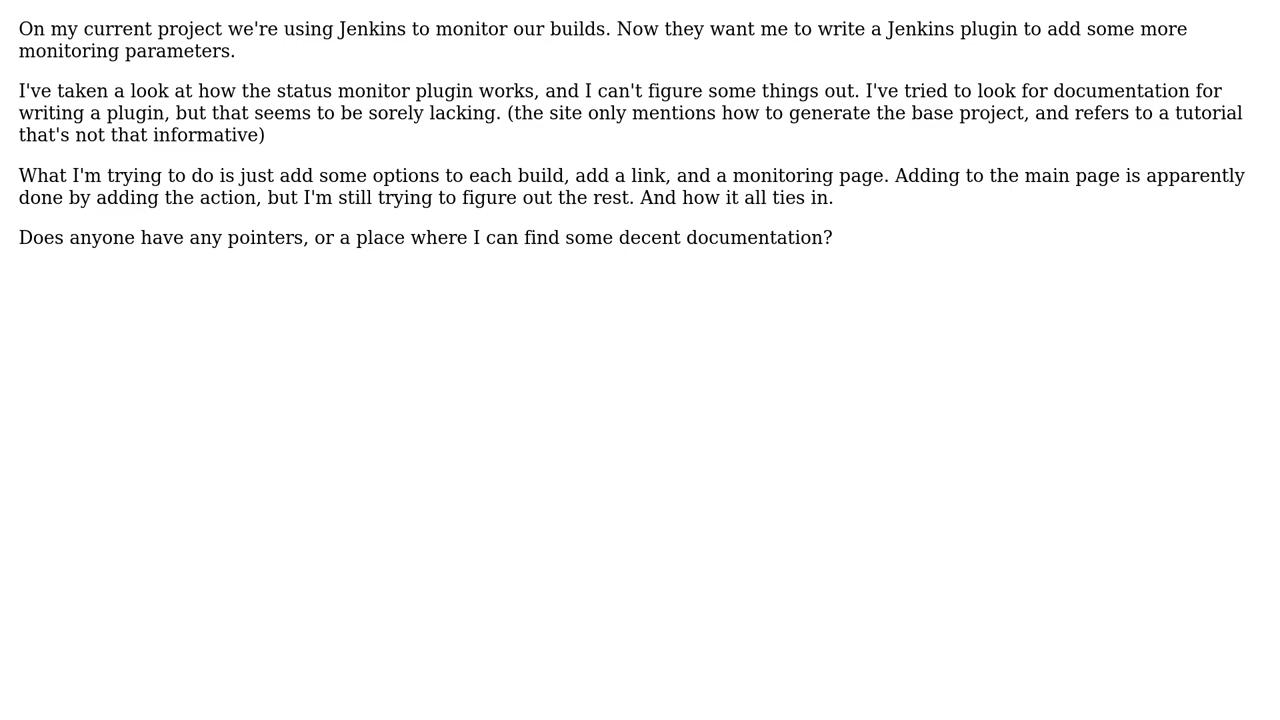 On my current project we're using Jenkins to monitor our builds. Now they want me to write a Jenkins plugin to add some more
monitoring parameters.
I've taken a look at how the status monitor plugin works, and I can't figure some things out. I've tried to look for documentation for
writing a plugin, but that seems to be sorely lacking. (the site only mentions how to generate the base project, and refers to a tutorial
that's not that informative)
What I'm trying to do is just add some options to each build, add a link, and a monitoring page. Adding to the main page is apparently
done by adding the action, but I'm still trying to figure out the rest. And how it all ties in.
Does anyone have any pointers, or a place where I can find some decent documentation?